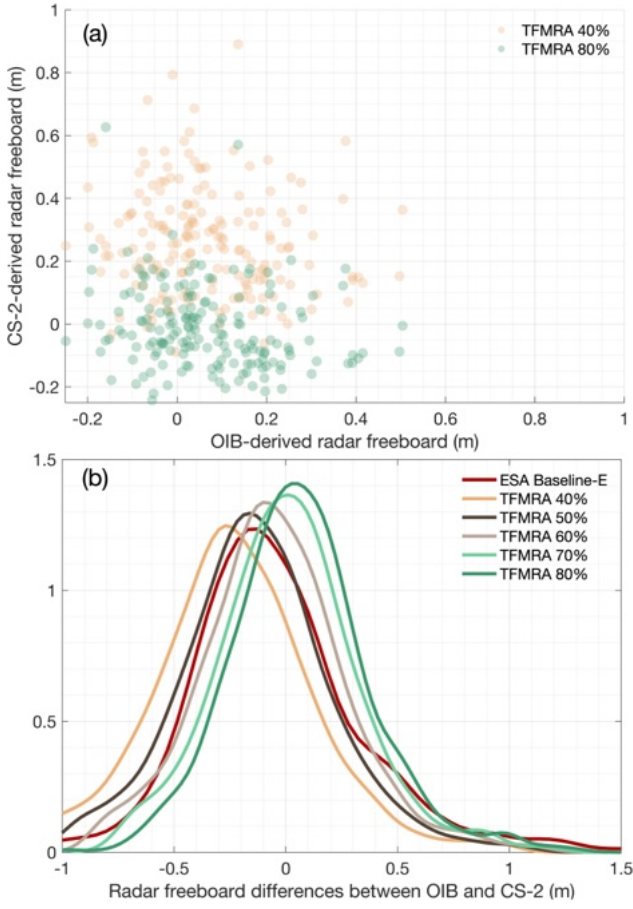 (a)
TFMRA 40%
TFMRA 80%
CS-2-derived radar freeboard (m)
1
0.8
0.6
0.4
0.2
0
-0.2
-0.2
0
0.2
0.4
0.6
0.8
1
OIB-derived radar freeboard (m)
(b)
ESA Baseline-E
TFMRA 40%
TFMRA 50%
TFMRA 60%
TFMRA 70%
TFMRA 80%
1.5
1
0.5
0
-1
-0.5
0
0.5
1
1.5
Radar freeboard differences between OIB and CS-2 (m)